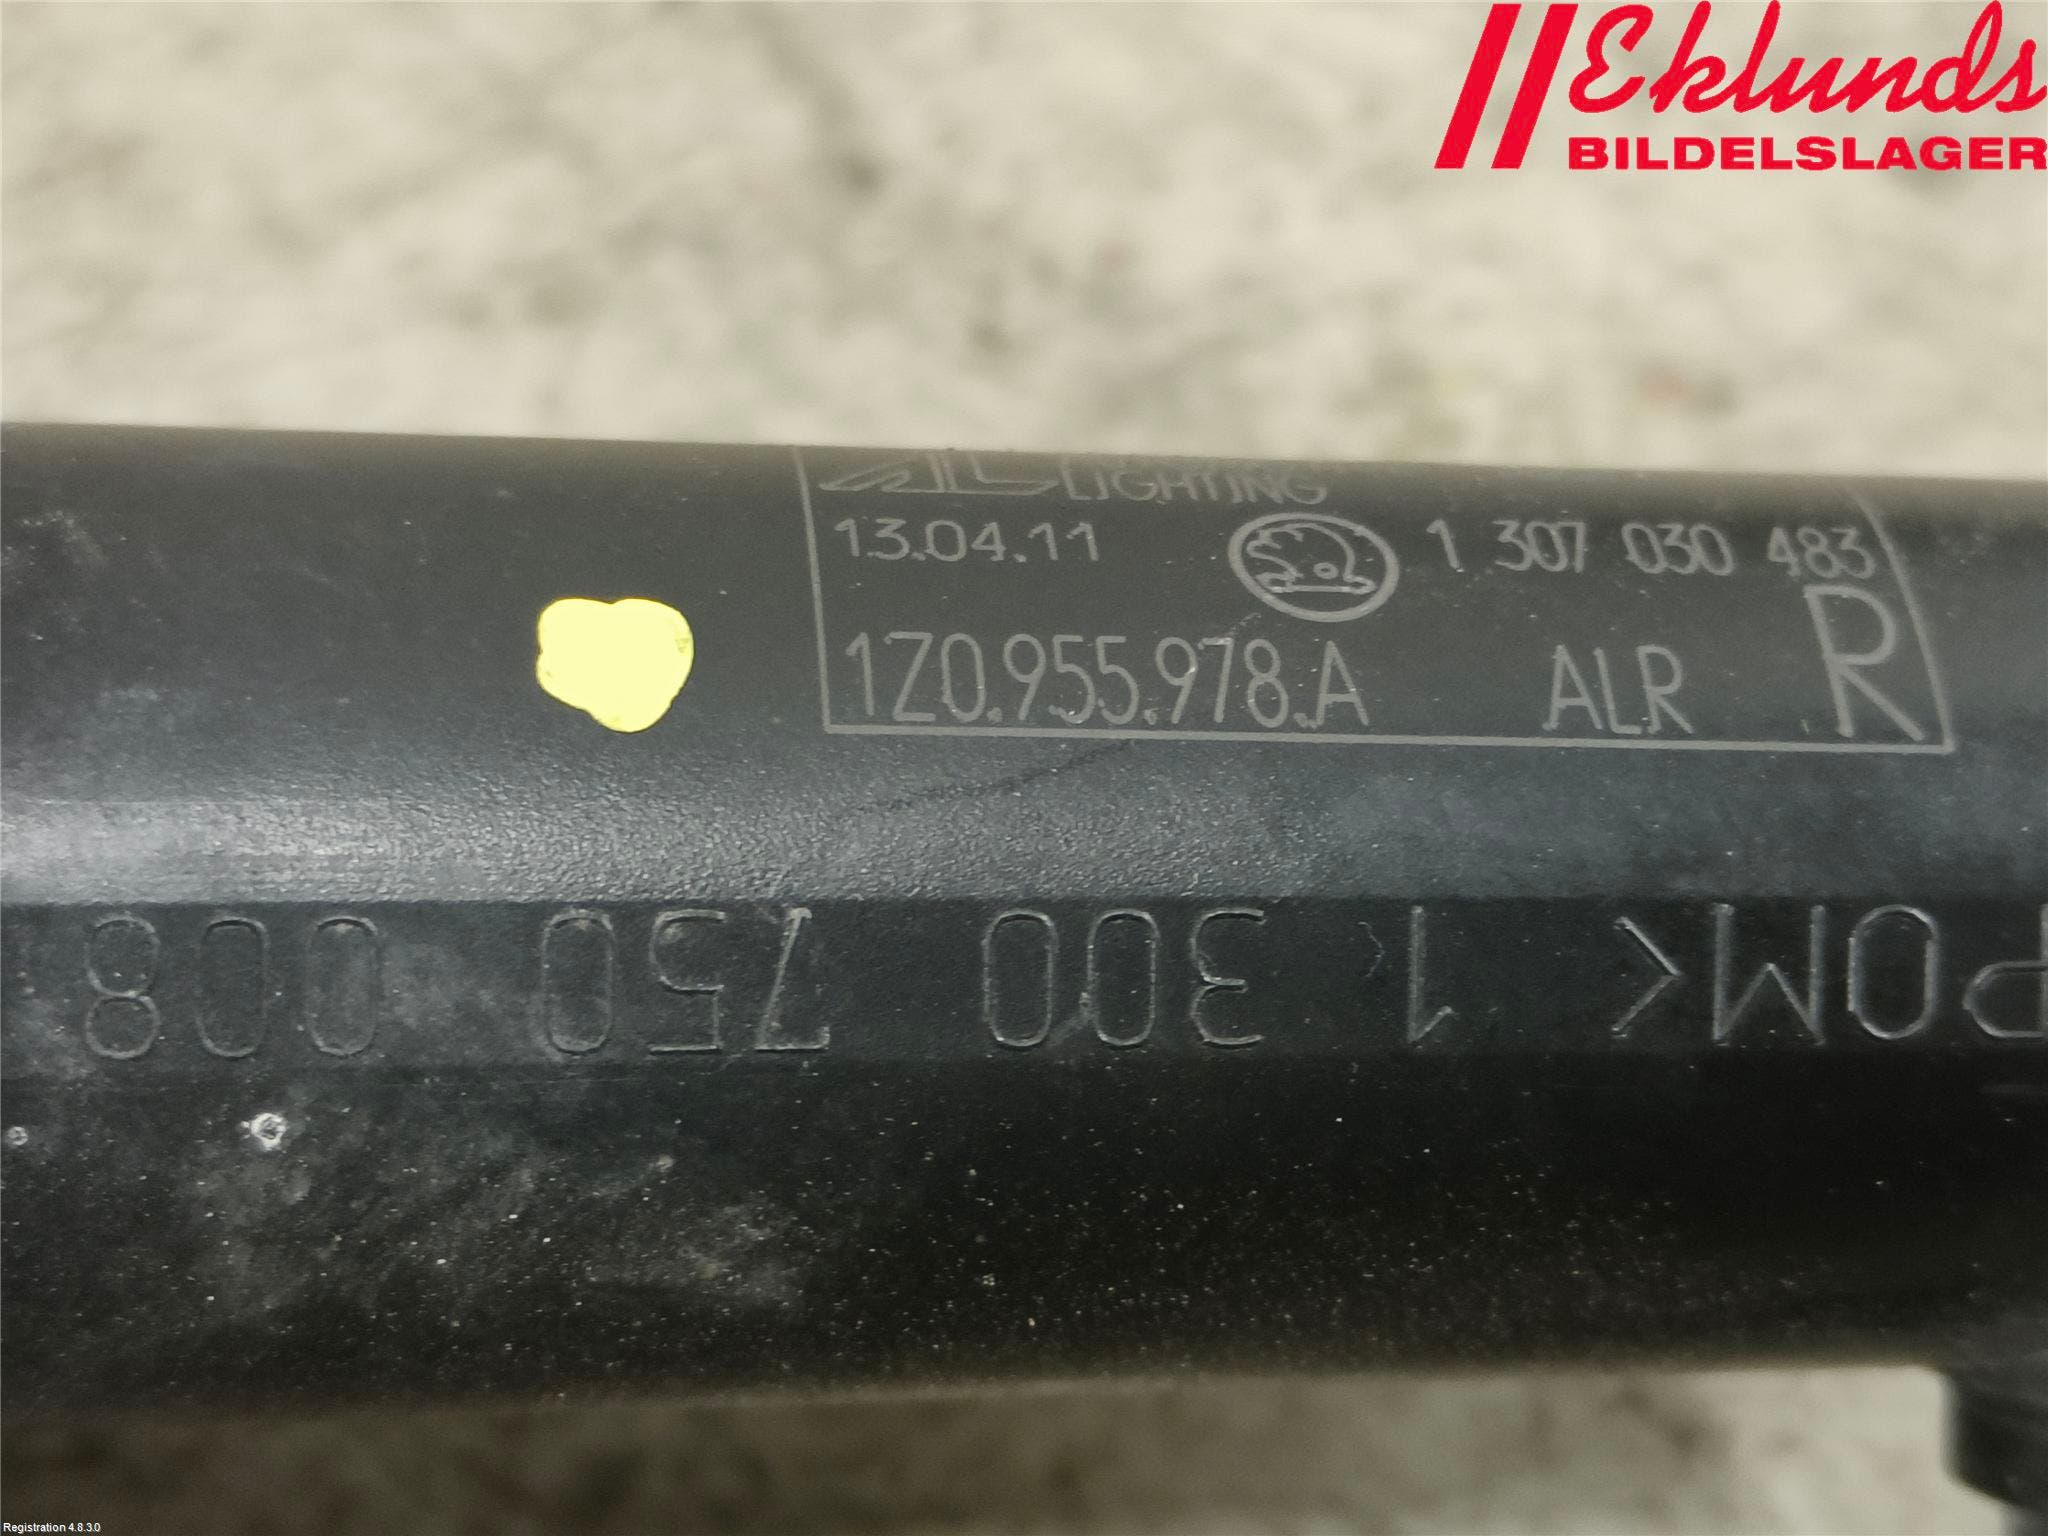 Eklunds
BILDELSLAGER
AL LIGHTING
13.04.11 1 307 030 483
1Z0.955.978.A ALR R
POM< 1 300 750 008
Registration 4.8.3.0